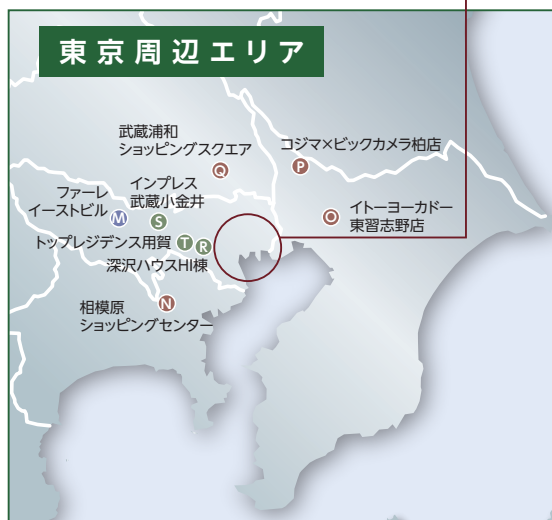 東京周辺エリア
武蔵浦和
ショッピングスクエア
Q
コジマ×ビックカメラ柏店
P
ファーレ
イーストビル
M
インプレス
武蔵小金井
S
イトーヨーカドー
東習志野店
O
トップレジデンス用賀
T
R
深沢ハウスHI棟
N
相模原
ショッピングセンター